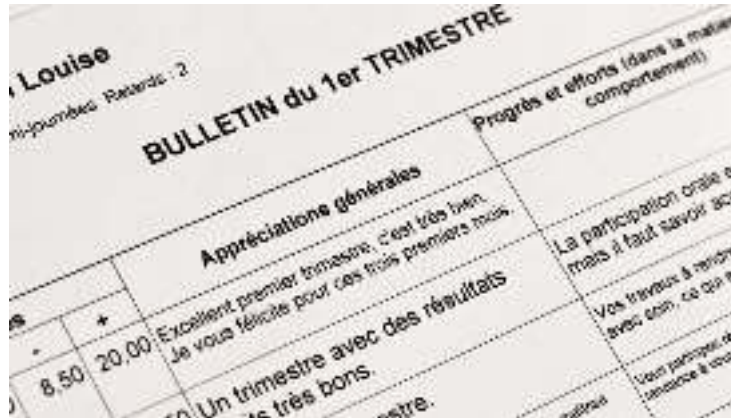 Louise
mi-journées Retards : 2
BULLETIN du 1er TRIMESTRE
Appréciations générales
Progrès et efforts (dans la matière
comportement)
- +
8,50 20,00
Excellent premier trimestre, c'est très bien.
Je vous félicite pour ces trois premiers mois.
La participation orale
mais il faut savoir
Un trimestre avec des résultats
très bons.
Vos travaux à rendre
avec soin, ce qui
Vous participez